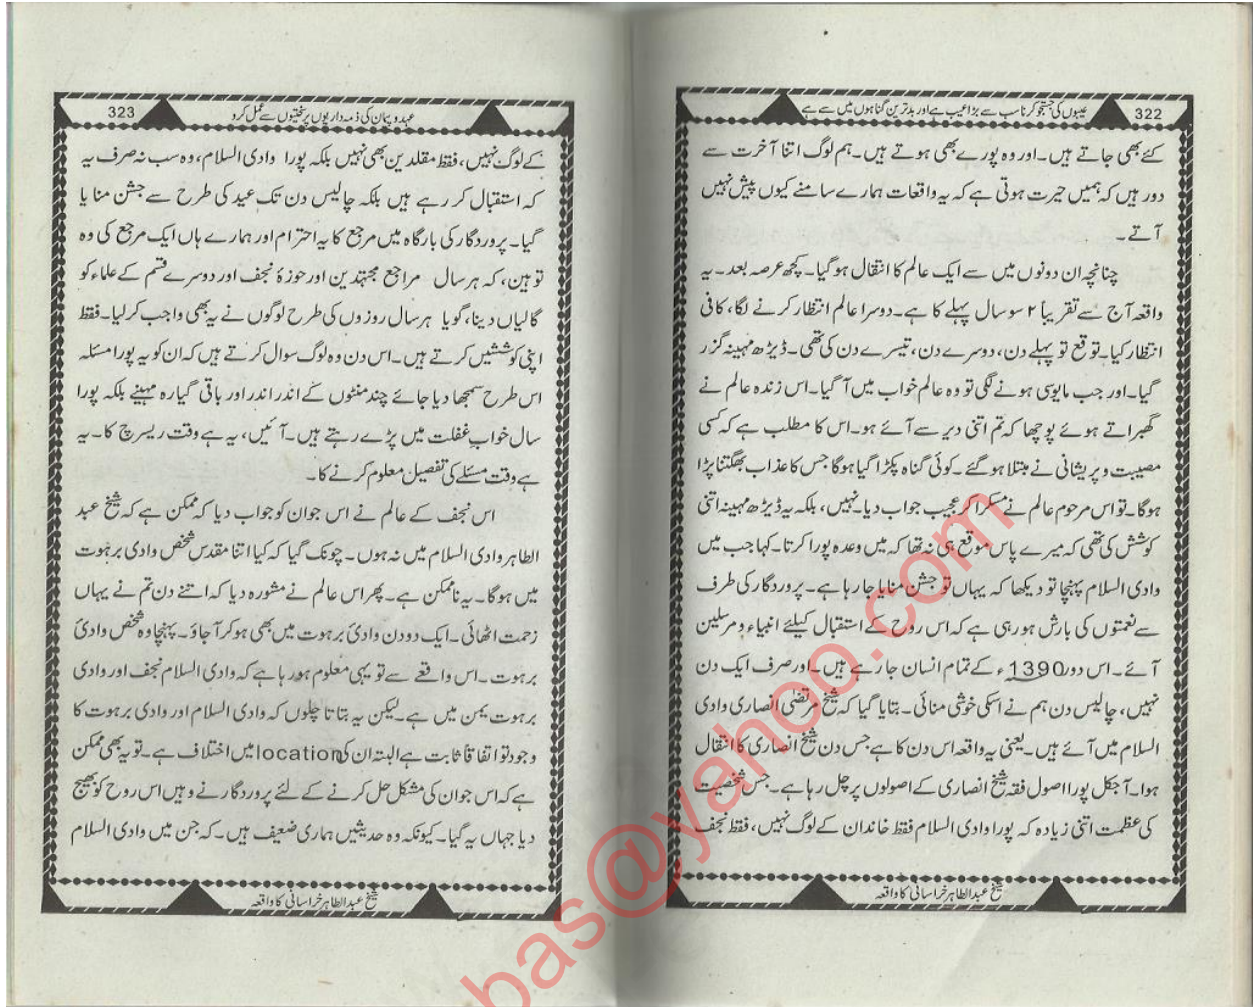 322
عیبوں کی جستجو کرنا سب سے بڑا عیب ہے اور بدترین گناہوں میں سے ہے
کئے بھی جاتے ہیں۔اور وہ پورے بھی ہوتے ہیں۔ہم لوگ اتنا آخرت سے
دور ہیں کہ ہمیں حیرت ہوتی ہے کہ یہ واقعات ہمارے سامنے کیوں پیش نہیں
آتے۔
چنانچہ ان دونوں میں سے ایک عالم کا انتقال ہو گیا۔کچھ عرصہ بعد۔یہ
واقعہ آج سے تقریباً ۲ سو سال پہلے کا ہے۔دوسرا عالم انتظار کرنے لگا، کافی
انتظار کیا۔توقع تو پہلے دن، دوسرے دن، تیسرے دن کی تھی۔ڈیڑھ مہینہ گزر
گیا۔اور جب مایوسی ہونے لگی تو وہ عالم خواب میں آ گیا۔اس زندہ عالم نے
گھبراتے ہوئے پوچھا کہ تم اتنی دیر سے آئے ہو۔اس کا مطلب ہے کہ کسی
مصیبت و پریشانی نے مبتلا ہو گئے۔کوئی گناہ پکڑا گیا ہوگا جس کا عذاب بھگتنا پڑا
ہوگا۔تو اس مرحوم عالم نے مسکرا کر عجیب جواب دیا۔نہیں، بلکہ یہ ڈیڑھ مہینہ اتنی
کوشش کی تھی کہ میرے پاس موقع ہی نہ تھا کہ میں وعدہ پورا کرتا۔کہا جب میں
وادی السلام پہنچا تو دیکھا کہ یہاں تو جشن منایا جا رہا ہے۔پروردگار کی طرف
سے نعمتوں کی بارش ہو رہی ہے کہ اس روح کے استقبال کیلئے انبیاء و مرسلین
آئے۔اس دور 1390ء کے تمام انسان جا رہے ہیں۔اور صرف ایک دن
نہیں، چالیس دن ہم نے اسکی خوشی منائی۔بتایا گیا کہ شیخ مرتضٰی انصاری وادی
السلام میں آئے ہیں۔یعنی یہ واقعہ اس دن کا ہے جس دن شیخ انصاری کا انتقال
ہوا۔آجکل پورا اصول فقہ شیخ انصاری کے اصولوں پر چل رہا ہے۔جس شخصیت
کی عظمت اتنی زیادہ کہ پورا وادی السلام فقط خاندان کے لوگ نہیں، فقط نجف
شیخ عبدالطاہر خراسانی کا واقعہ
323
عہد و پیمان کی ذمہ داریوں پر سختیوں سے عمل کرو
کے لوگ نہیں، فقط مقلدین بھی نہیں بلکہ پورا وادی السلام، وہ سب نہ صرف یہ
کہ استقبال کر رہے ہیں بلکہ چالیس دن تک عید کی طرح سے جشن منایا
گیا۔پروردگار کی بارگاہ میں مرجع کا یہ احترام اور ہمارے ہاں ایک مرجع کی وہ
توہین، کہ ہر سال مراجع مجتہدین اور حوزۂ نجف اور دوسرے قسم کے علماء کو
گالیاں دینا، گویا ہر سال روزوں کی طرح لوگوں نے یہ بھی واجب کر لیا۔فقط
اپنی کوششیں کرتے ہیں۔اس دن وہ لوگ سوال کرتے ہیں کہ ان کو یہ پورا مسئلہ
اس طرح سمجھا دیا جائے چند منٹوں کے اندر اندر اور باقی گیارہ مہینے بلکہ پورا
سال خواب غفلت میں پڑے رہتے ہیں۔آئیں، یہ ہے وقت ریسرچ کا۔یہ
ہے وقت مسئلے کی تفصیل معلوم کرنے کا۔
اس نجف کے عالم نے اس جوان کو جواب دیا کہ ممکن ہے کہ شیخ عبد
الطاہر وادی السلام میں نہ ہوں۔چونک گیا کہ کیا اتنا مقدس شخص وادی برہوت
میں ہوگا۔یہ ناممکن ہے۔پھر اس عالم نے مشورہ دیا کہ اتنے دن تم نے یہاں
زحمت اٹھائی۔ایک دو دن وادیٔ برہوت میں بھی ہو کر آ جاؤ۔پہنچا وہ شخص وادیٔ
برہوت۔اس واقعے سے تو یہی معلوم ہو رہا ہے کہ وادی السلام نجف اور وادی
برہوت یمن میں ہے۔لیکن یہ بتاتا چلوں کہ وادی السلام اور وادی برہوت کا
وجود تو اتفاقاً ثابت ہے البتہ ان کی location میں اختلاف ہے۔تو یہ بھی ممکن
ہے کہ اس جوان کی مشکل حل کرنے کے لئے پروردگار نے وہیں اس روح کو بھیج
دیا جہاں یہ گیا۔کیونکہ وہ حدیثیں ہماری ضعیف ہیں۔کہ جن میں وادی السلام
شیخ عبدالطاہر خراسانی کا واقعہ
bas@yahoo.com